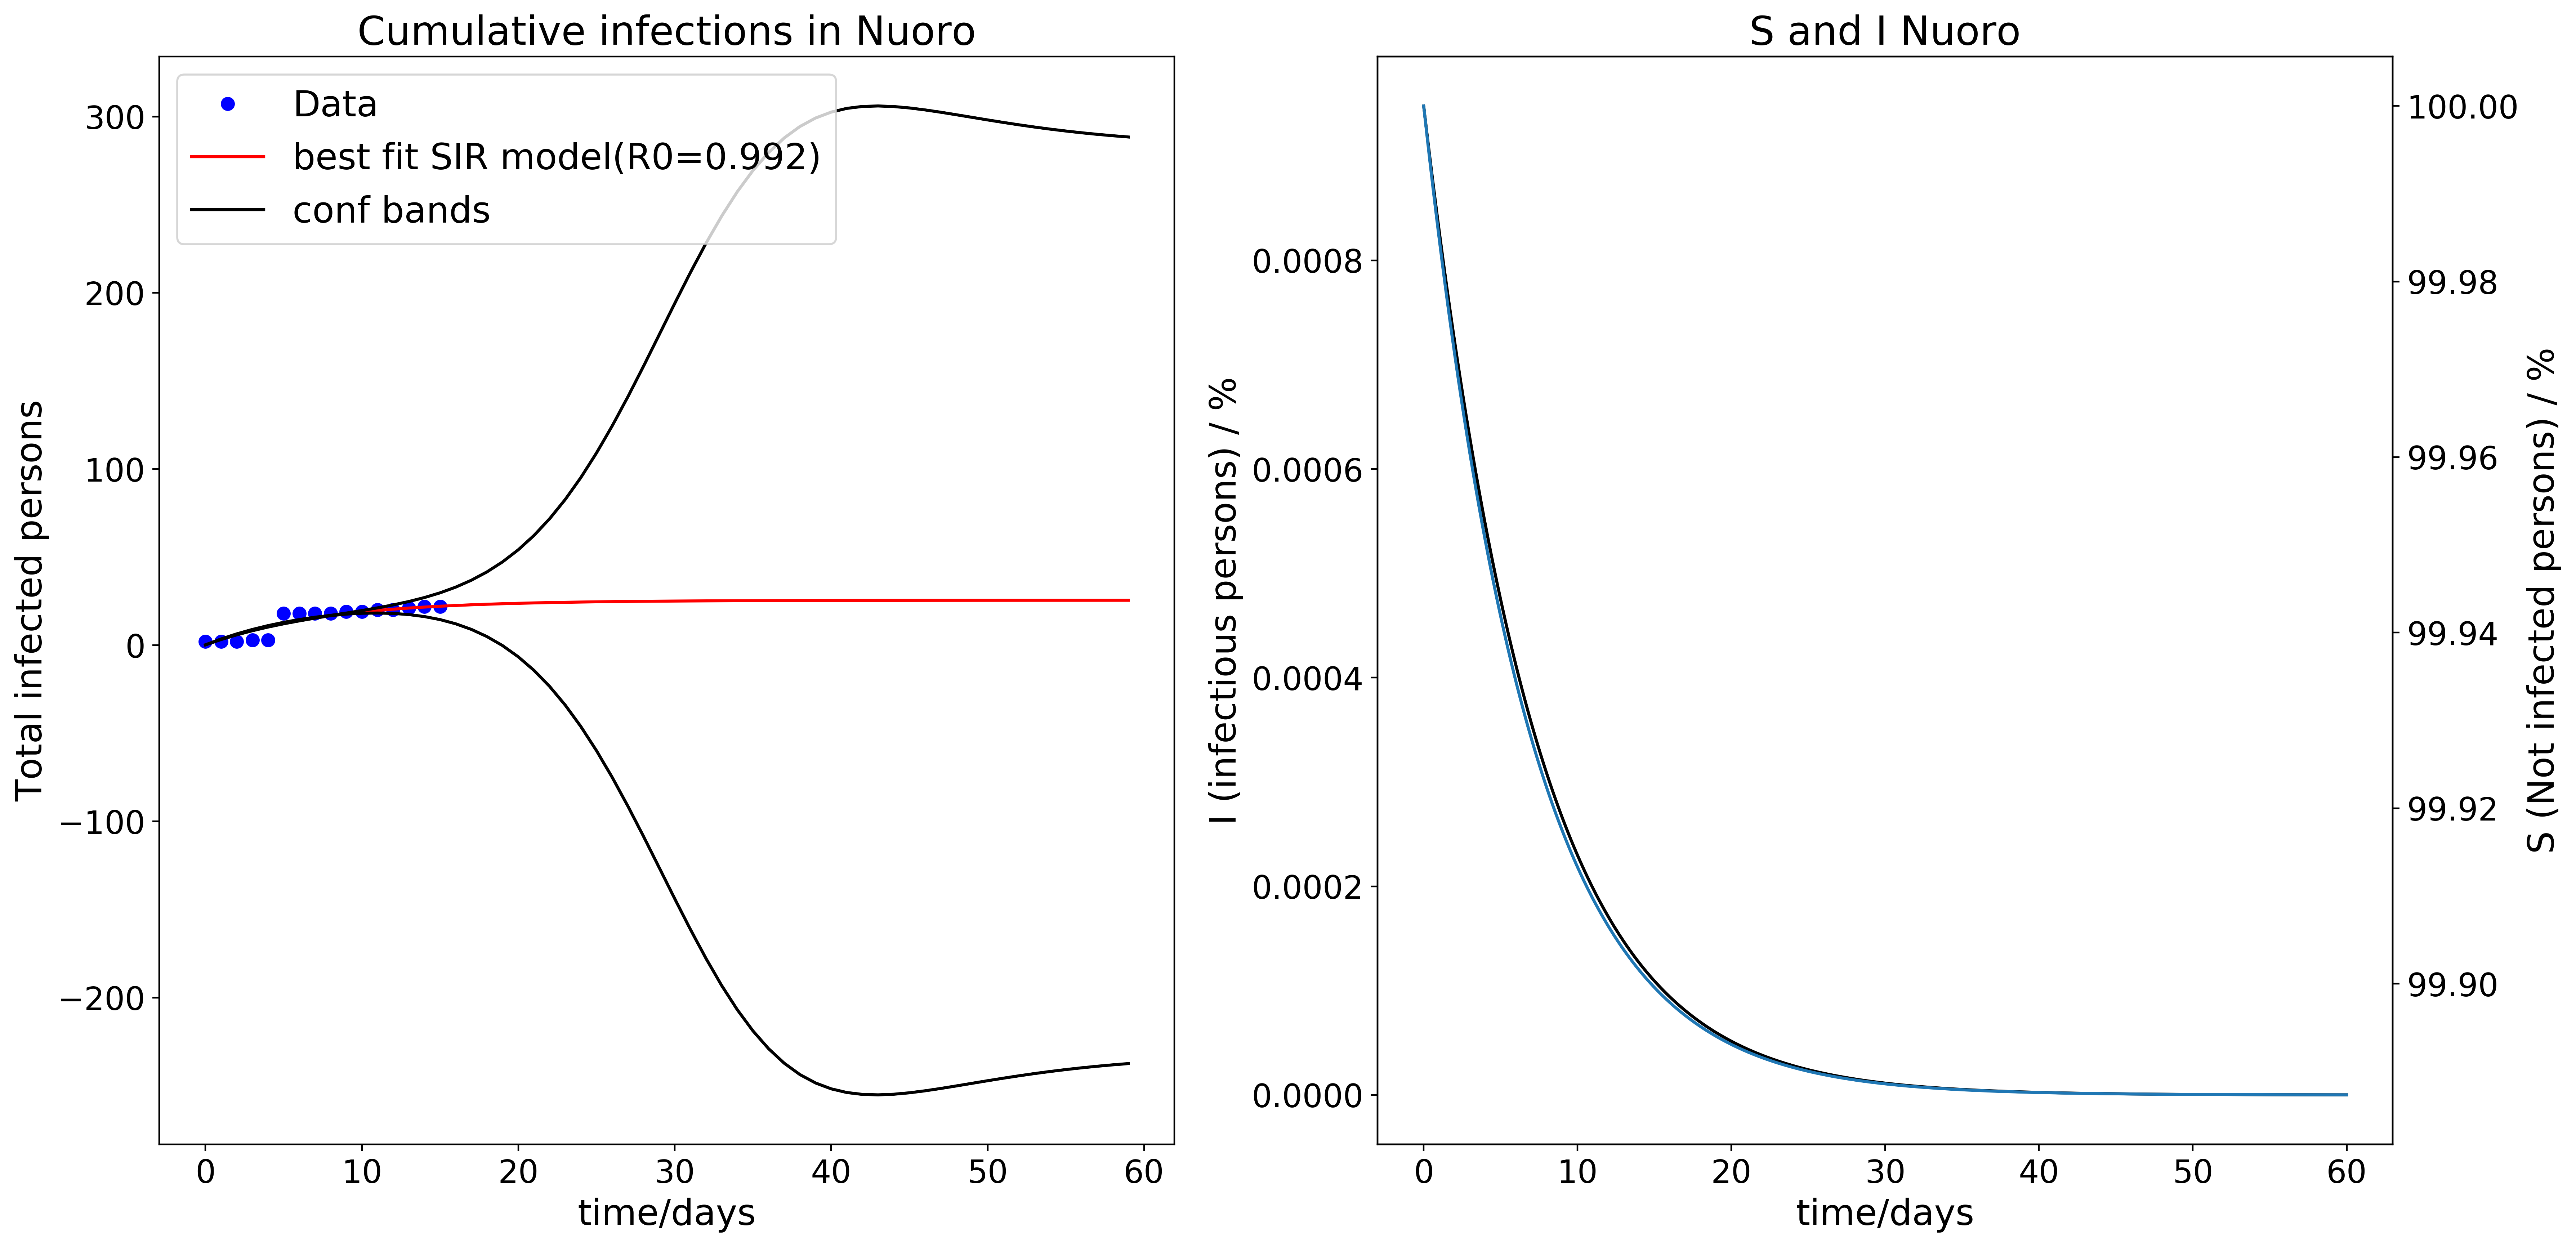 Cumulative infections in Nuoro
Data
best fit SIR model(R0=0.992)
conf bands
300
200
100
0
−100
−200
Total infected persons
0 10 20 30 40 50 60
time/days
S and I Nuoro
0.0008
0.0006
0.0004
0.0002
0.0000
I (infectious persons) / %
100.00
99.98
99.96
99.94
99.92
99.90
S (Not infected persons) / %
0 10 20 30 40 50 60
time/days